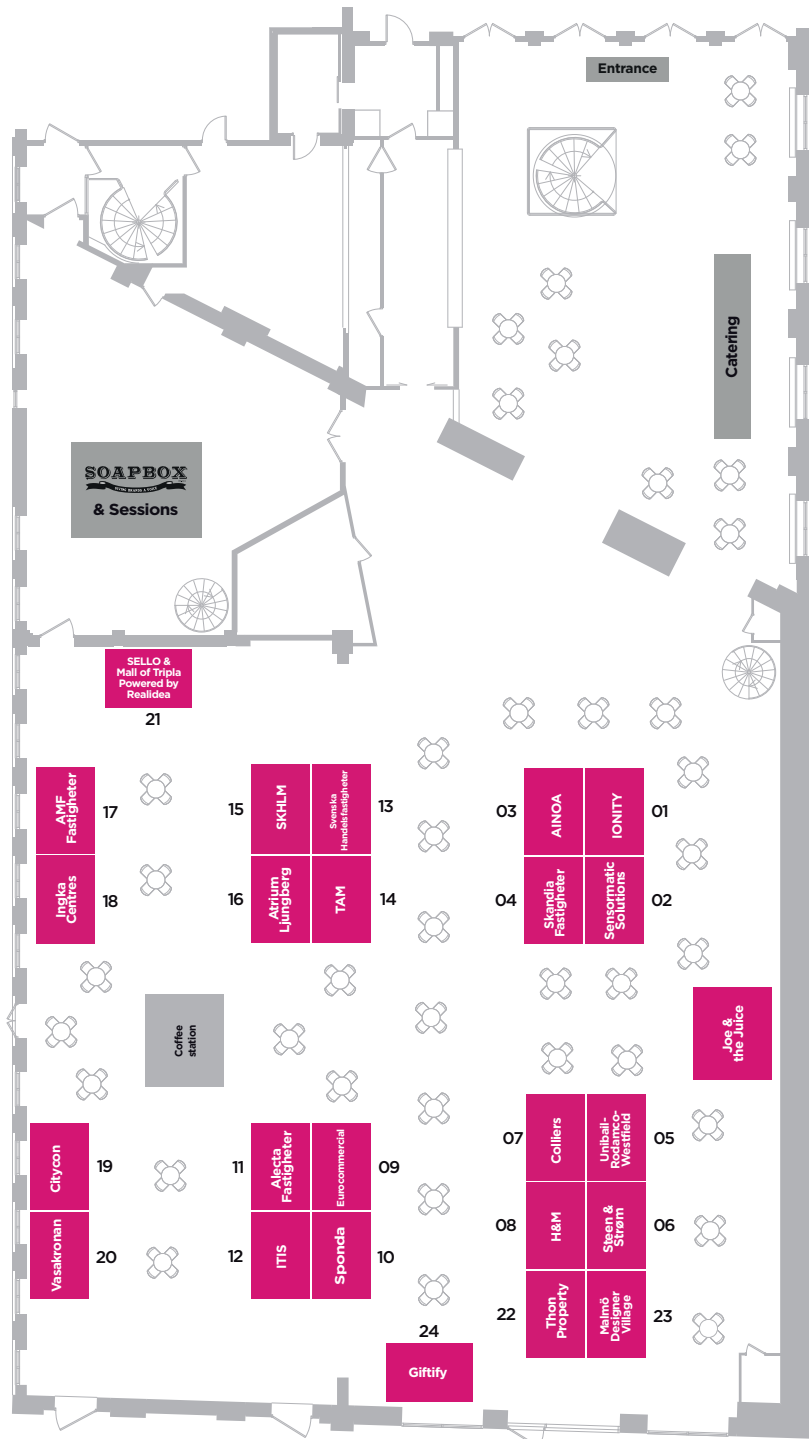 Entrance
Catering
SOAPBOX
GIVING BRANDS A VOICE
& Sessions
SELLO &
Mall of Tripla
Powered by
Realidea
21
AMF
Fastigheter
17
Ingka
Centres
18
15
SKHLM
Svenska
Handelsfastigheter
13
16
Atrium
Ljungberg
TAM
14
03
AINOA
IONITY
01
04
Skandia
Fastigheter
Sensormatic
Solutions
02
Coffee
station
Joe &
the Juice
Citycon
19
Vasakronan
20
11
Alecta
Fastigheter
Eurocommercial
09
12
ITIS
Sponda
10
07
Colliers
Unibail-
Rodamco-
Westfield
05
08
H&M
Steen &
Strøm
06
22
Thon
Property
Malmö
Designer
Village
23
24
Giftify